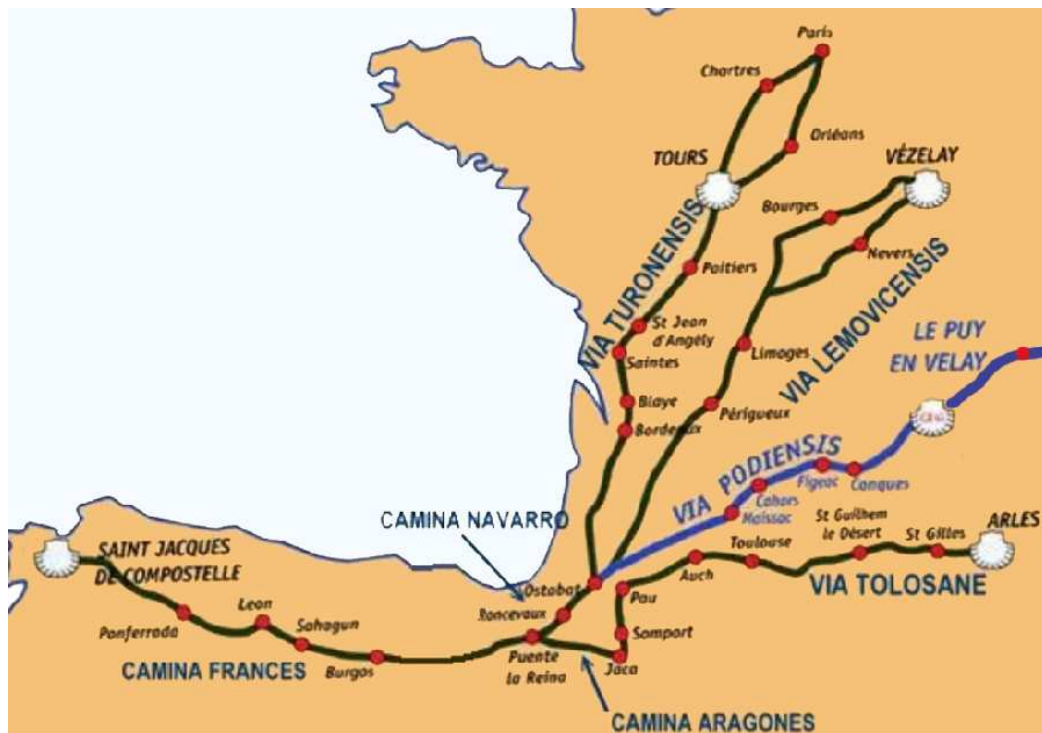 Paris
Chartres
Orléans
TOURS
VÉZELAY
Bourges
Nevers
VIA TURONENSIS
Poitiers
VIA LEMOVICENSIS
St Jean
d'Angély
Saintes
Limoges
LE PUY
EN VELAY
Blaye
Périgueux
Bordeaux
VIA PODIENSIS
Figeac
Conques
Cahors
Moissac
CAMINA NAVARRO
St Guilhem
le Désert
St Gilles
ARLES
Toulouse
Auch
VIA TOLOSANE
SAINT JACQUES
DE COMPOSTELLE
Ostabat
Pau
Roncevaux
Leon
Sahagun
Ponferrada
Somport
Burgos
Puente
la Reina
Jaca
CAMINA FRANCES
CAMINA ARAGONES